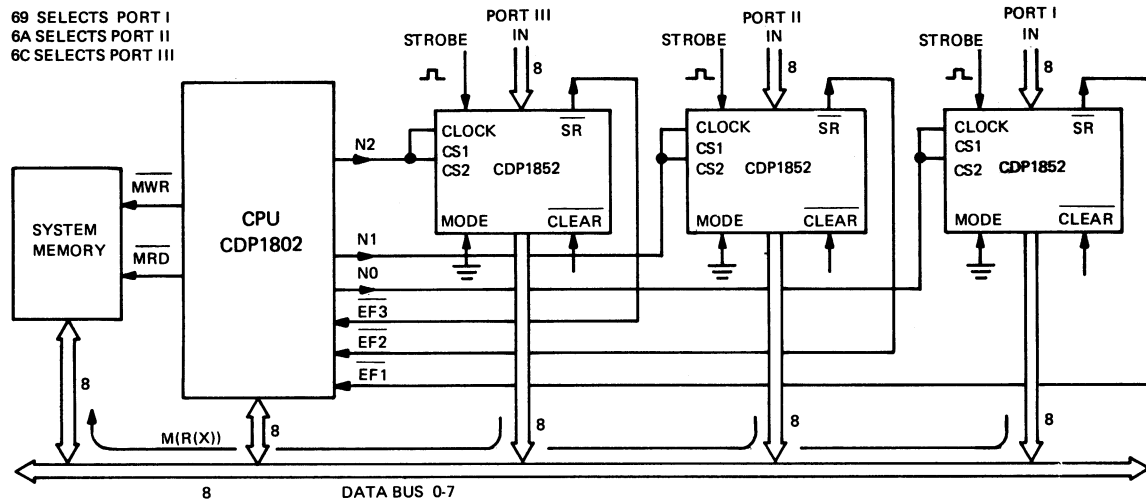 69 SELECTS PORT I
6A SELECTS PORT II
6C SELECTS PORT III
PORT III
IN
STROBE
8
PORT II
IN
STROBE
8
PORT I
IN
STROBE
8
CLOCK
SR
CS1
CS2
CDP1852
MODE
CLEAR
CLOCK
SR
CS1
CS2
CDP1852
MODE
CLEAR
CLOCK
SR
CS1
CS2
CDP1852
MODE
CLEAR
SYSTEM
MEMORY
MWR
MRD
CPU
CDP1802
N2
N1
N0
EF3
EF2
EF1
8
M(R(X))
8
8
8
8
8
DATA BUS 0-7